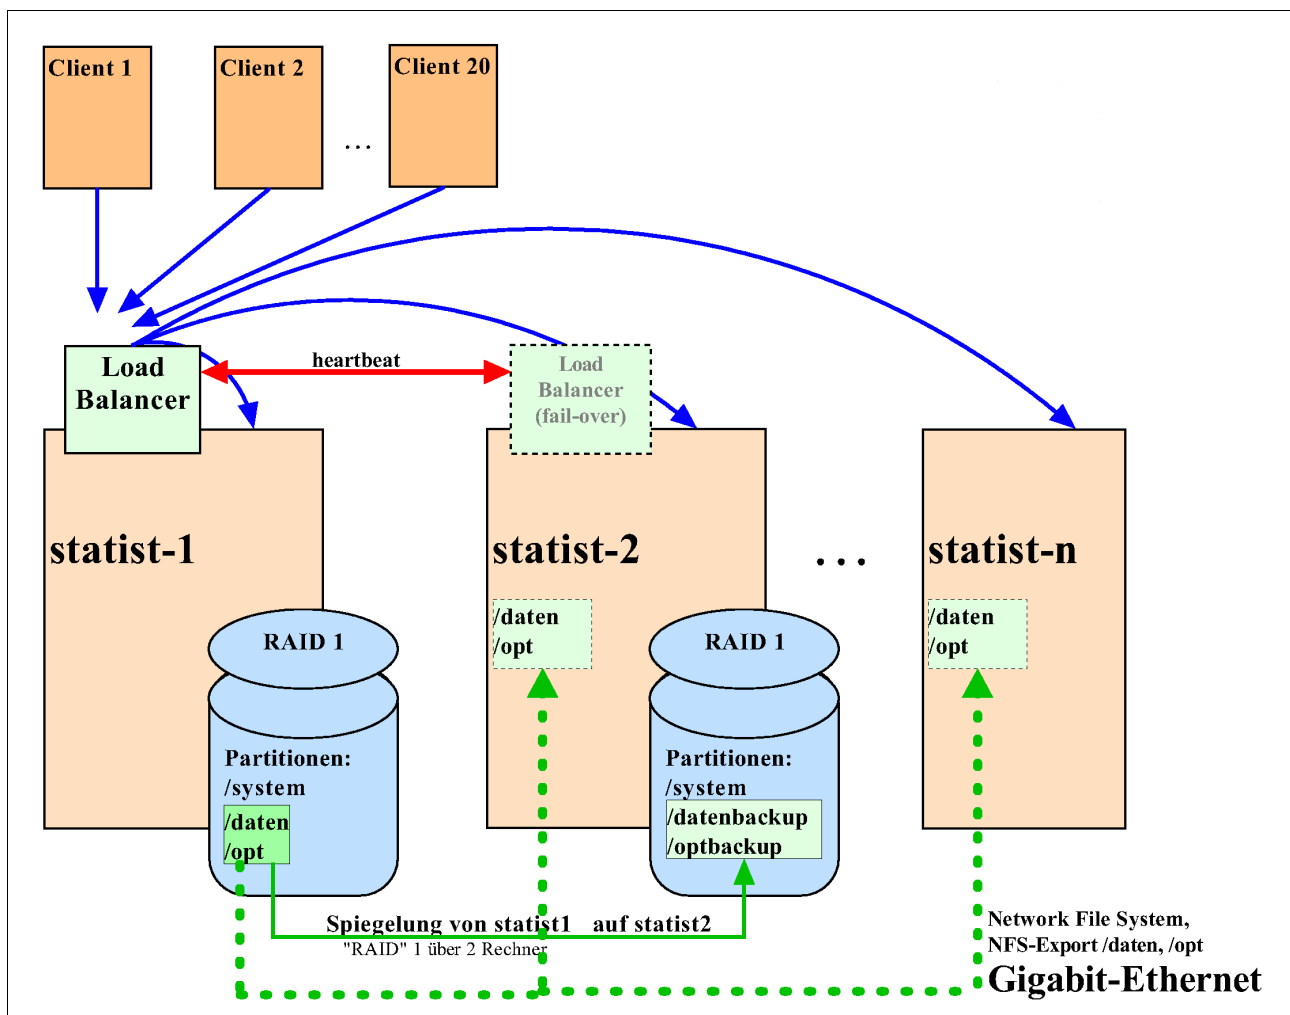 Client 1
Client 2
...
Client 20
Load
Balancer
heartbeat
Load
Balancer
(fail-over)
statist-1
statist-2
...
statist-n
/daten
/opt
/daten
/opt
RAID 1
RAID 1
Partitionen:
/system
/daten
/opt
Partitionen:
/system
/datenbackup
/optbackup
Spiegelung von statist1 auf statist2
"RAID" 1 über 2 Rechner
Network File System,
NFS-Export /daten, /opt
Gigabit-Ethernet